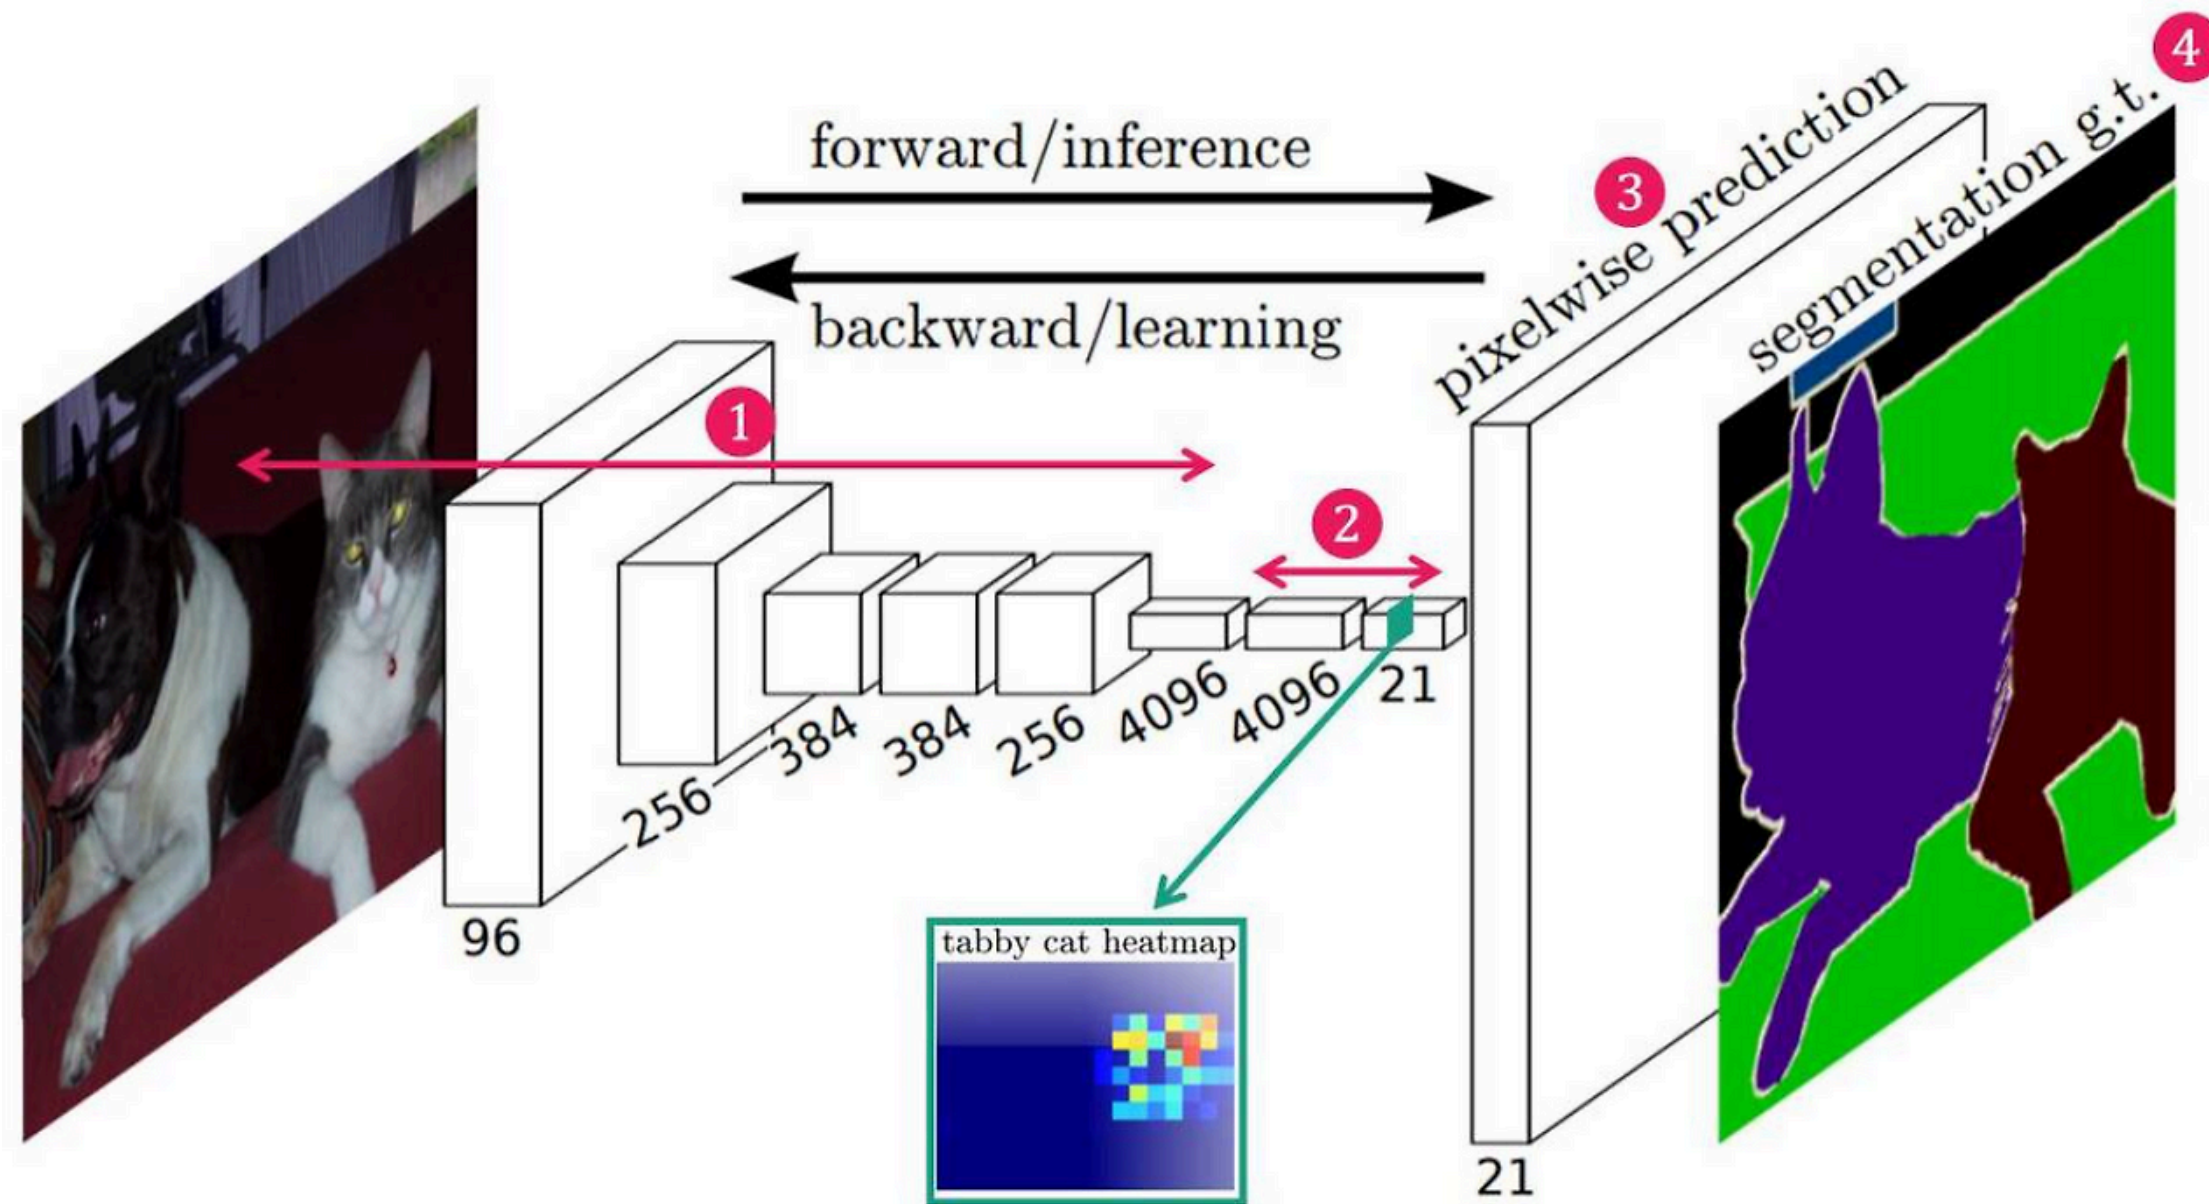 4
forward/inference
3
pixelwise prediction
segmentation g.t.
backward/learning
1
2
96
256
384
384
256
4096
4096
21
tabby cat heatmap
21